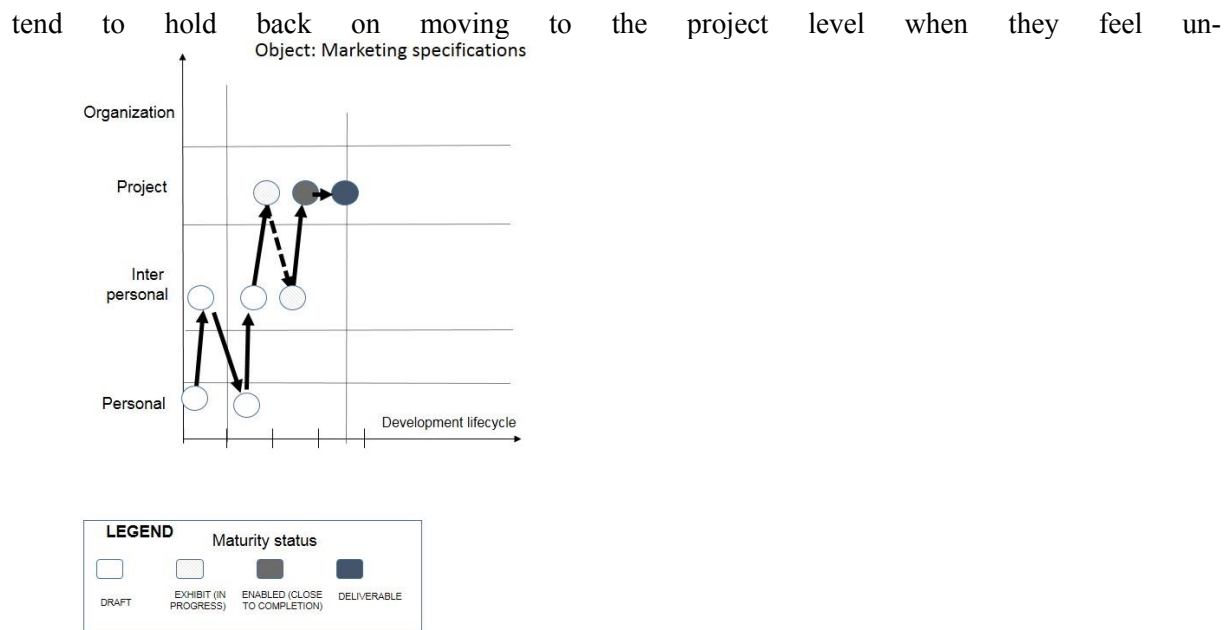 tend to hold back on moving to the project level when they feel un-
Object: Marketing specifications
Organization
Project
Inter
personal
Personal
Development lifecycle
LEGEND
Maturity status
DRAFT
EXHIBIT (IN
PROGRESS)
ENABLED (CLOSE
TO COMPLETION)
DELIVERABLE